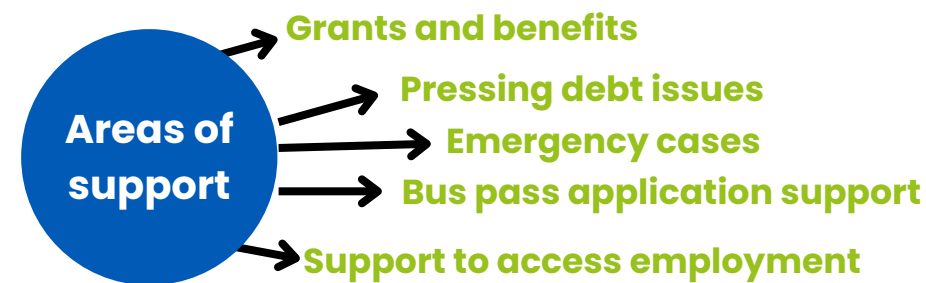 Areas of
support
Grants and benefits
Pressing debt issues
Emergency cases
Bus pass application support
Support to access employment